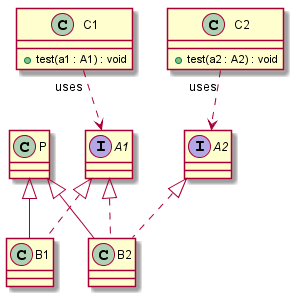 C C1
test(a1 : A1) : void
C C2
test(a2 : A2) : void
uses
uses
C P
I A1
I A2
C B1
C B2